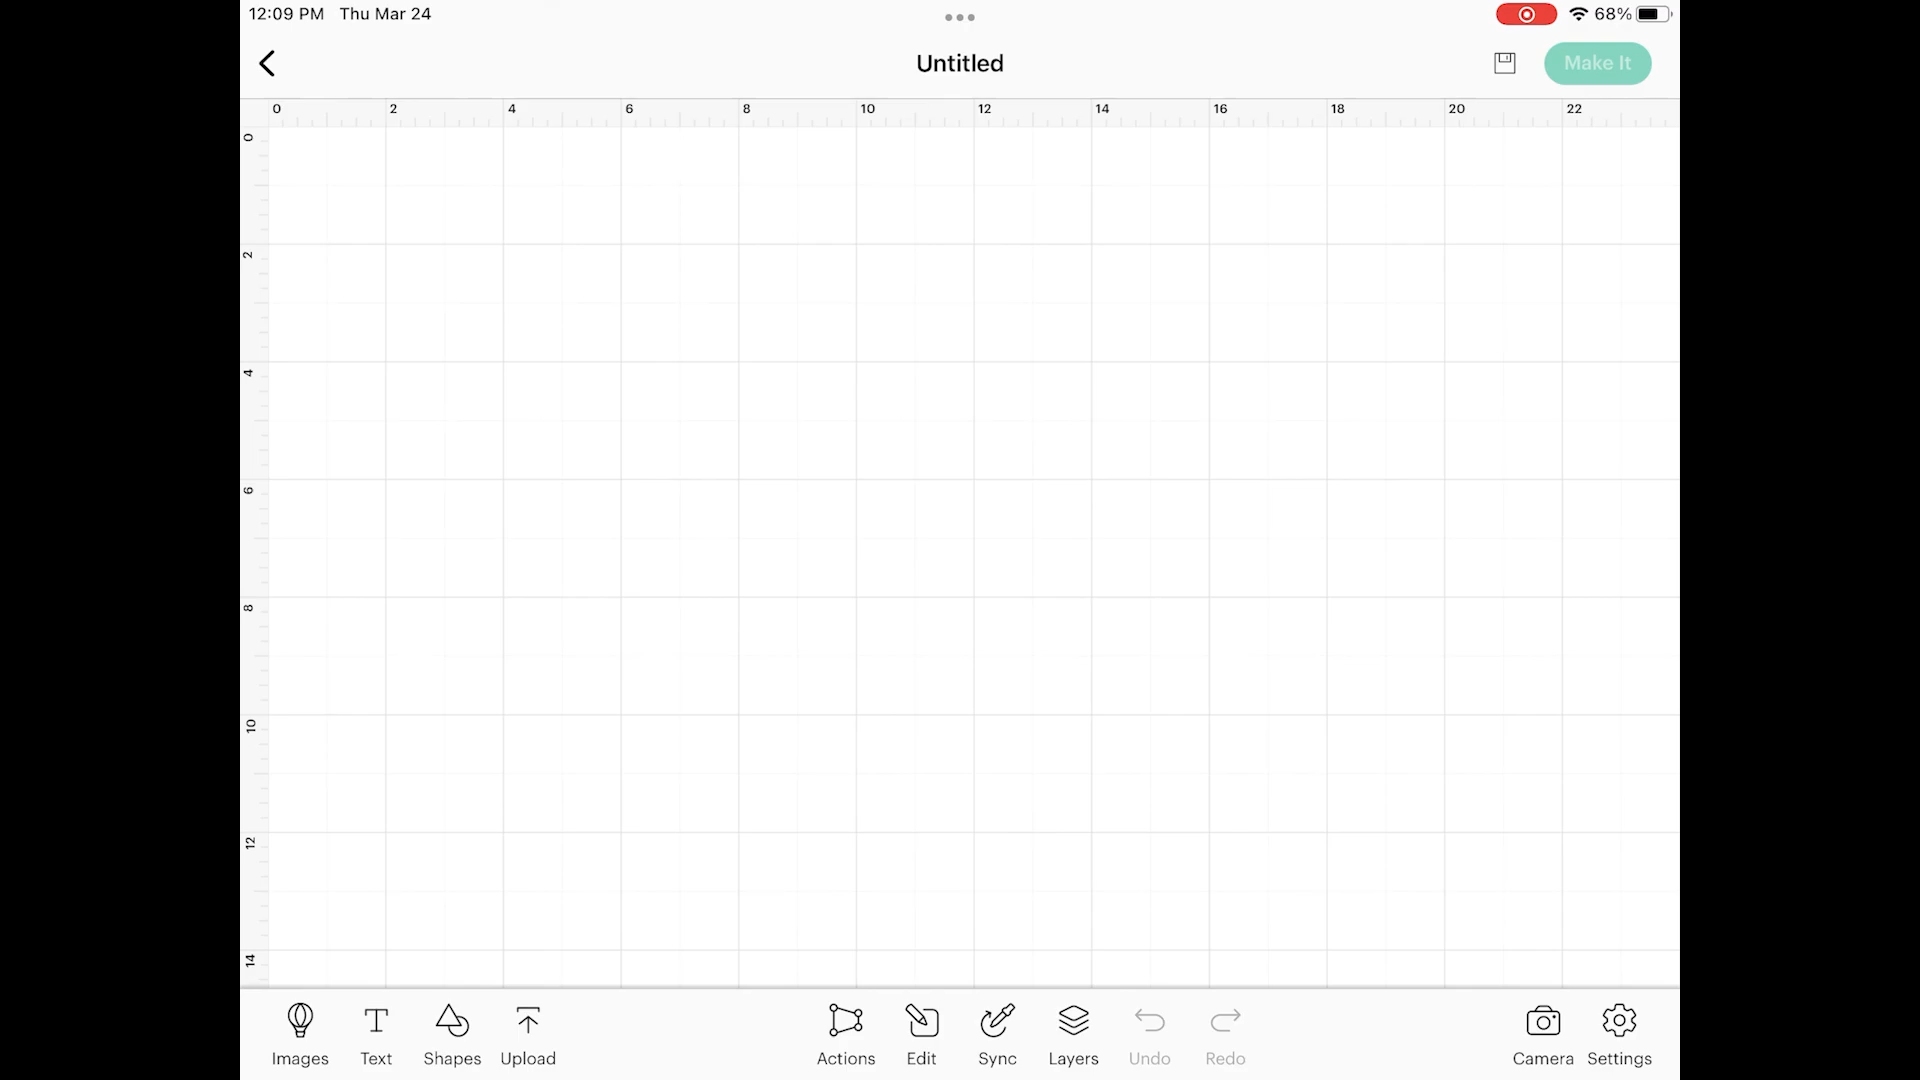 12:09 PM Thu Mar 24
68%
Untitled
Make It
0 2 4 6 8 10 12 14 16 18 20 22
0
2
4
6
8
10
12
14
Images Text Shapes Upload Actions Edit Sync Layers Undo Redo Camera Settings